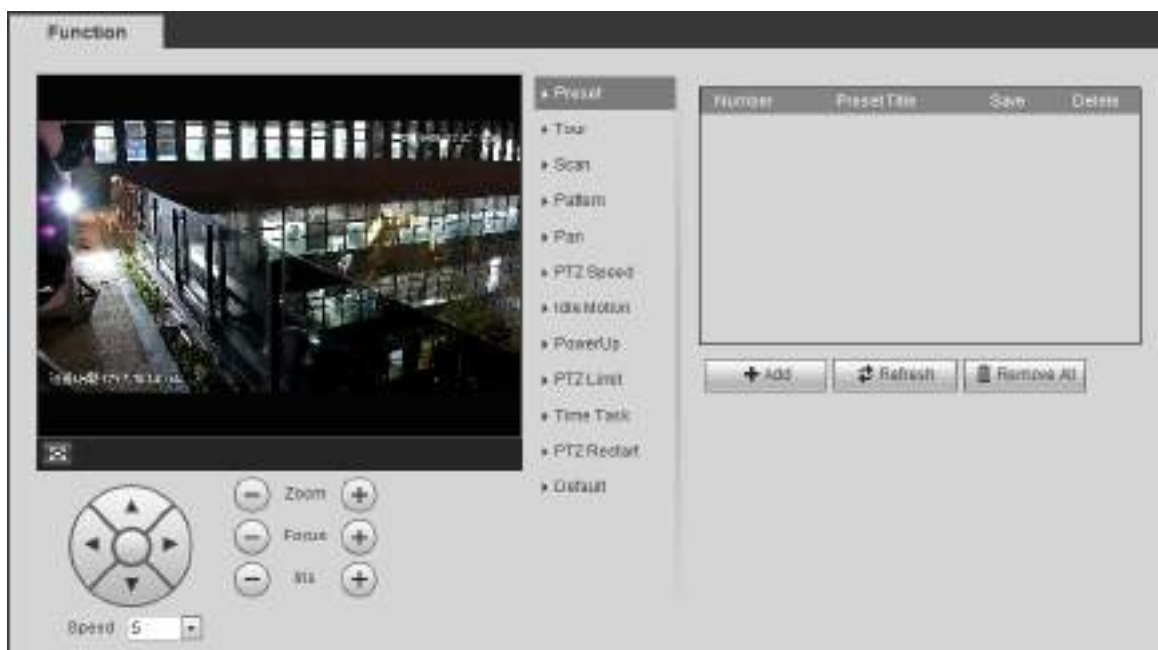 Function
Preset
Tour
Scan
Pattern
Pan
PTZ Speed
Idle Motion
PowerUp
PTZ Limit
Time Task
PTZ Restart
Default
Number Preset Title Save Delete
Add Refresh Remove All
Zoom
Focus
Iris
Speed 5